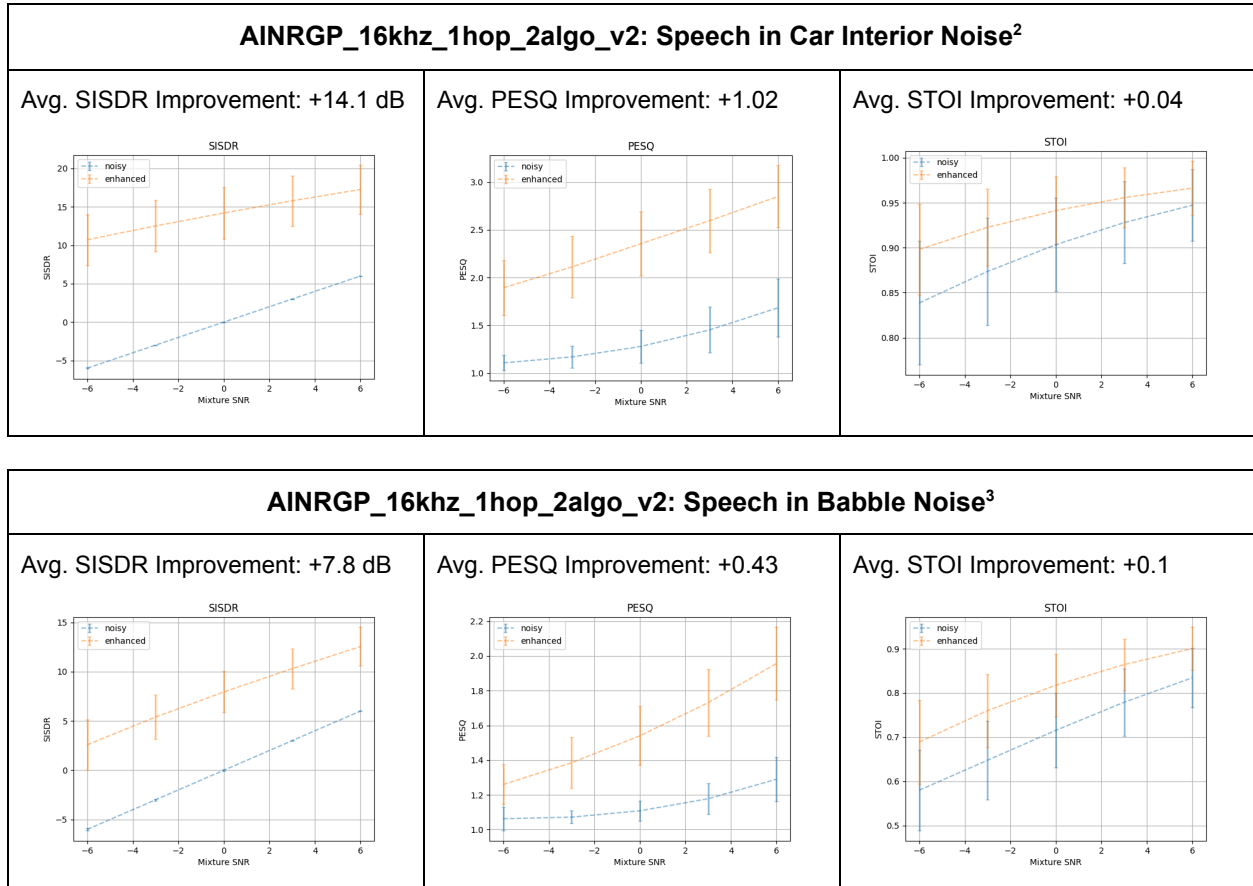 AINRGP_16khz_1hop_2algo_v2: Speech in Car Interior Noise²
Avg. SISDR Improvement: +14.1 dB
SISDR
noisy
enhanced
20
15
10
5
0
−5
SISDR
−6 −4 −2 0 2 4 6
Mixture SNR
Avg. PESQ Improvement: +1.02
PESQ
noisy
enhanced
3.0
2.5
2.0
1.5
1.0
PESQ
−6 −4 −2 0 2 4 6
Mixture SNR
Avg. STOI Improvement: +0.04
STOI
noisy
enhanced
1.00
0.95
0.90
0.85
0.80
STOI
−6 −4 −2 0 2 4 6
Mixture SNR
AINRGP_16khz_1hop_2algo_v2: Speech in Babble Noise³
Avg. SISDR Improvement: +7.8 dB
SISDR
noisy
enhanced
15
10
5
0
−5
SISDR
−6 −4 −2 0 2 4 6
Mixture SNR
Avg. PESQ Improvement: +0.43
PESQ
noisy
enhanced
2.2
2.0
1.8
1.6
1.4
1.2
1.0
PESQ
−6 −4 −2 0 2 4 6
Mixture SNR
Avg. STOI Improvement: +0.1
STOI
noisy
enhanced
0.9
0.8
0.7
0.6
0.5
STOI
−6 −4 −2 0 2 4 6
Mixture SNR